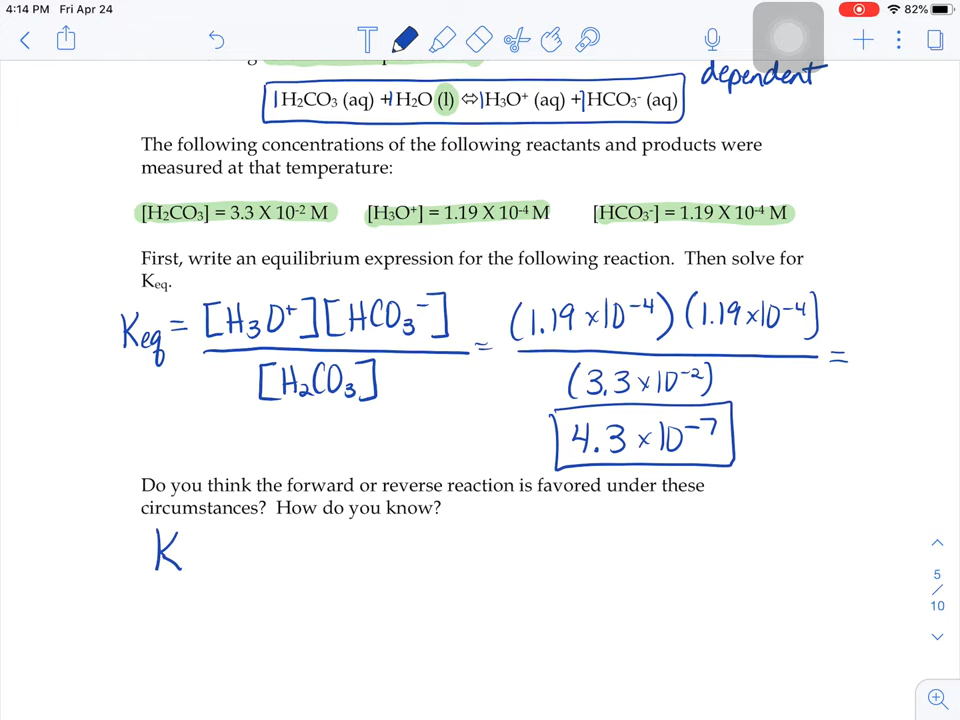 4:14 PM Fri Apr 24 82%
dependent
1 H₂CO₃ (aq) + 1 H₂O (l) ⇔ 1 H₃O⁺ (aq) + 1 HCO₃⁻ (aq)
The following concentrations of the following reactants and products were
measured at that temperature:
[H₂CO₃] = 3.3 X 10⁻² M [H₃O⁺] = 1.19 X 10⁻⁴ M [HCO₃⁻] = 1.19 X 10⁻⁴ M
First, write an equilibrium expression for the following reaction. Then solve for
Keq.
Keq = [H₃O⁺][HCO₃⁻] / [H₂CO₃] = (1.19 × 10⁻⁴)(1.19 × 10⁻⁴) / (3.3 × 10⁻²) =
4.3 × 10⁻⁷
Do you think the forward or reverse reaction is favored under these
circumstances? How do you know?
K
5
/
10